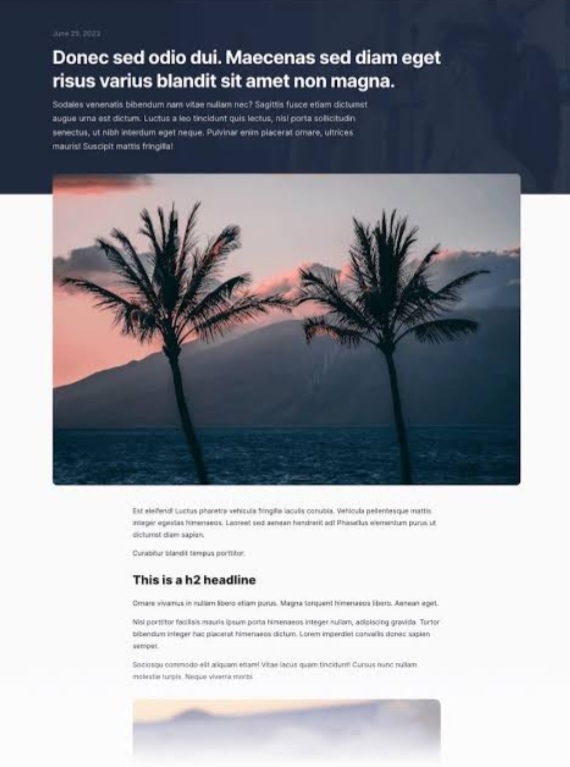 June 25, 2023
Donec sed odio dui. Maecenas sed diam eget
risus varius blandit sit amet non magna.
Sodales venenatis bibendum nam vitae nullam nec? Sagittis fusce etiam dictumst
augue urna est dictum. Luctus a leo tincidunt quis lectus, nisi porta sollicitudin
senectus, ut nibh interdum eget neque. Pulvinar enim placerat ornare, ultrices
mauris! Suscipit mattis fringilla!
Est eleifend! Luctus pharetra vehicula fringilla iaculis conubia. Vehicula pellentesque mattis
integer egestas himenaeos. Laoreet sed aenean hendrerit ad! Phasellus elementum purus ut
dictumst diam sapien.
Curabitur blandit tempus porttitor.
This is a h2 headline
Ornare vivamus in nullam libero etiam purus. Magna torquent himenaeos libero. Aenean eget.
Nisi porttitor facilisis mauris ipsum porta himenaeos integer nullam, adipiscing gravida. Tortor
bibendum integer hac placerat himenaeos dictum. Lorem imperdiet convallis donec sapien
semper.
Sociosqu commodo elit aliquam etiam! Vitae lacus quam tincidunt! Cursus nunc nullam
molestie turpis. Neque viverra morbi.